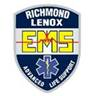 RICHMOND
LENOX
EMS
ADVANCED LIFE SUPPORT